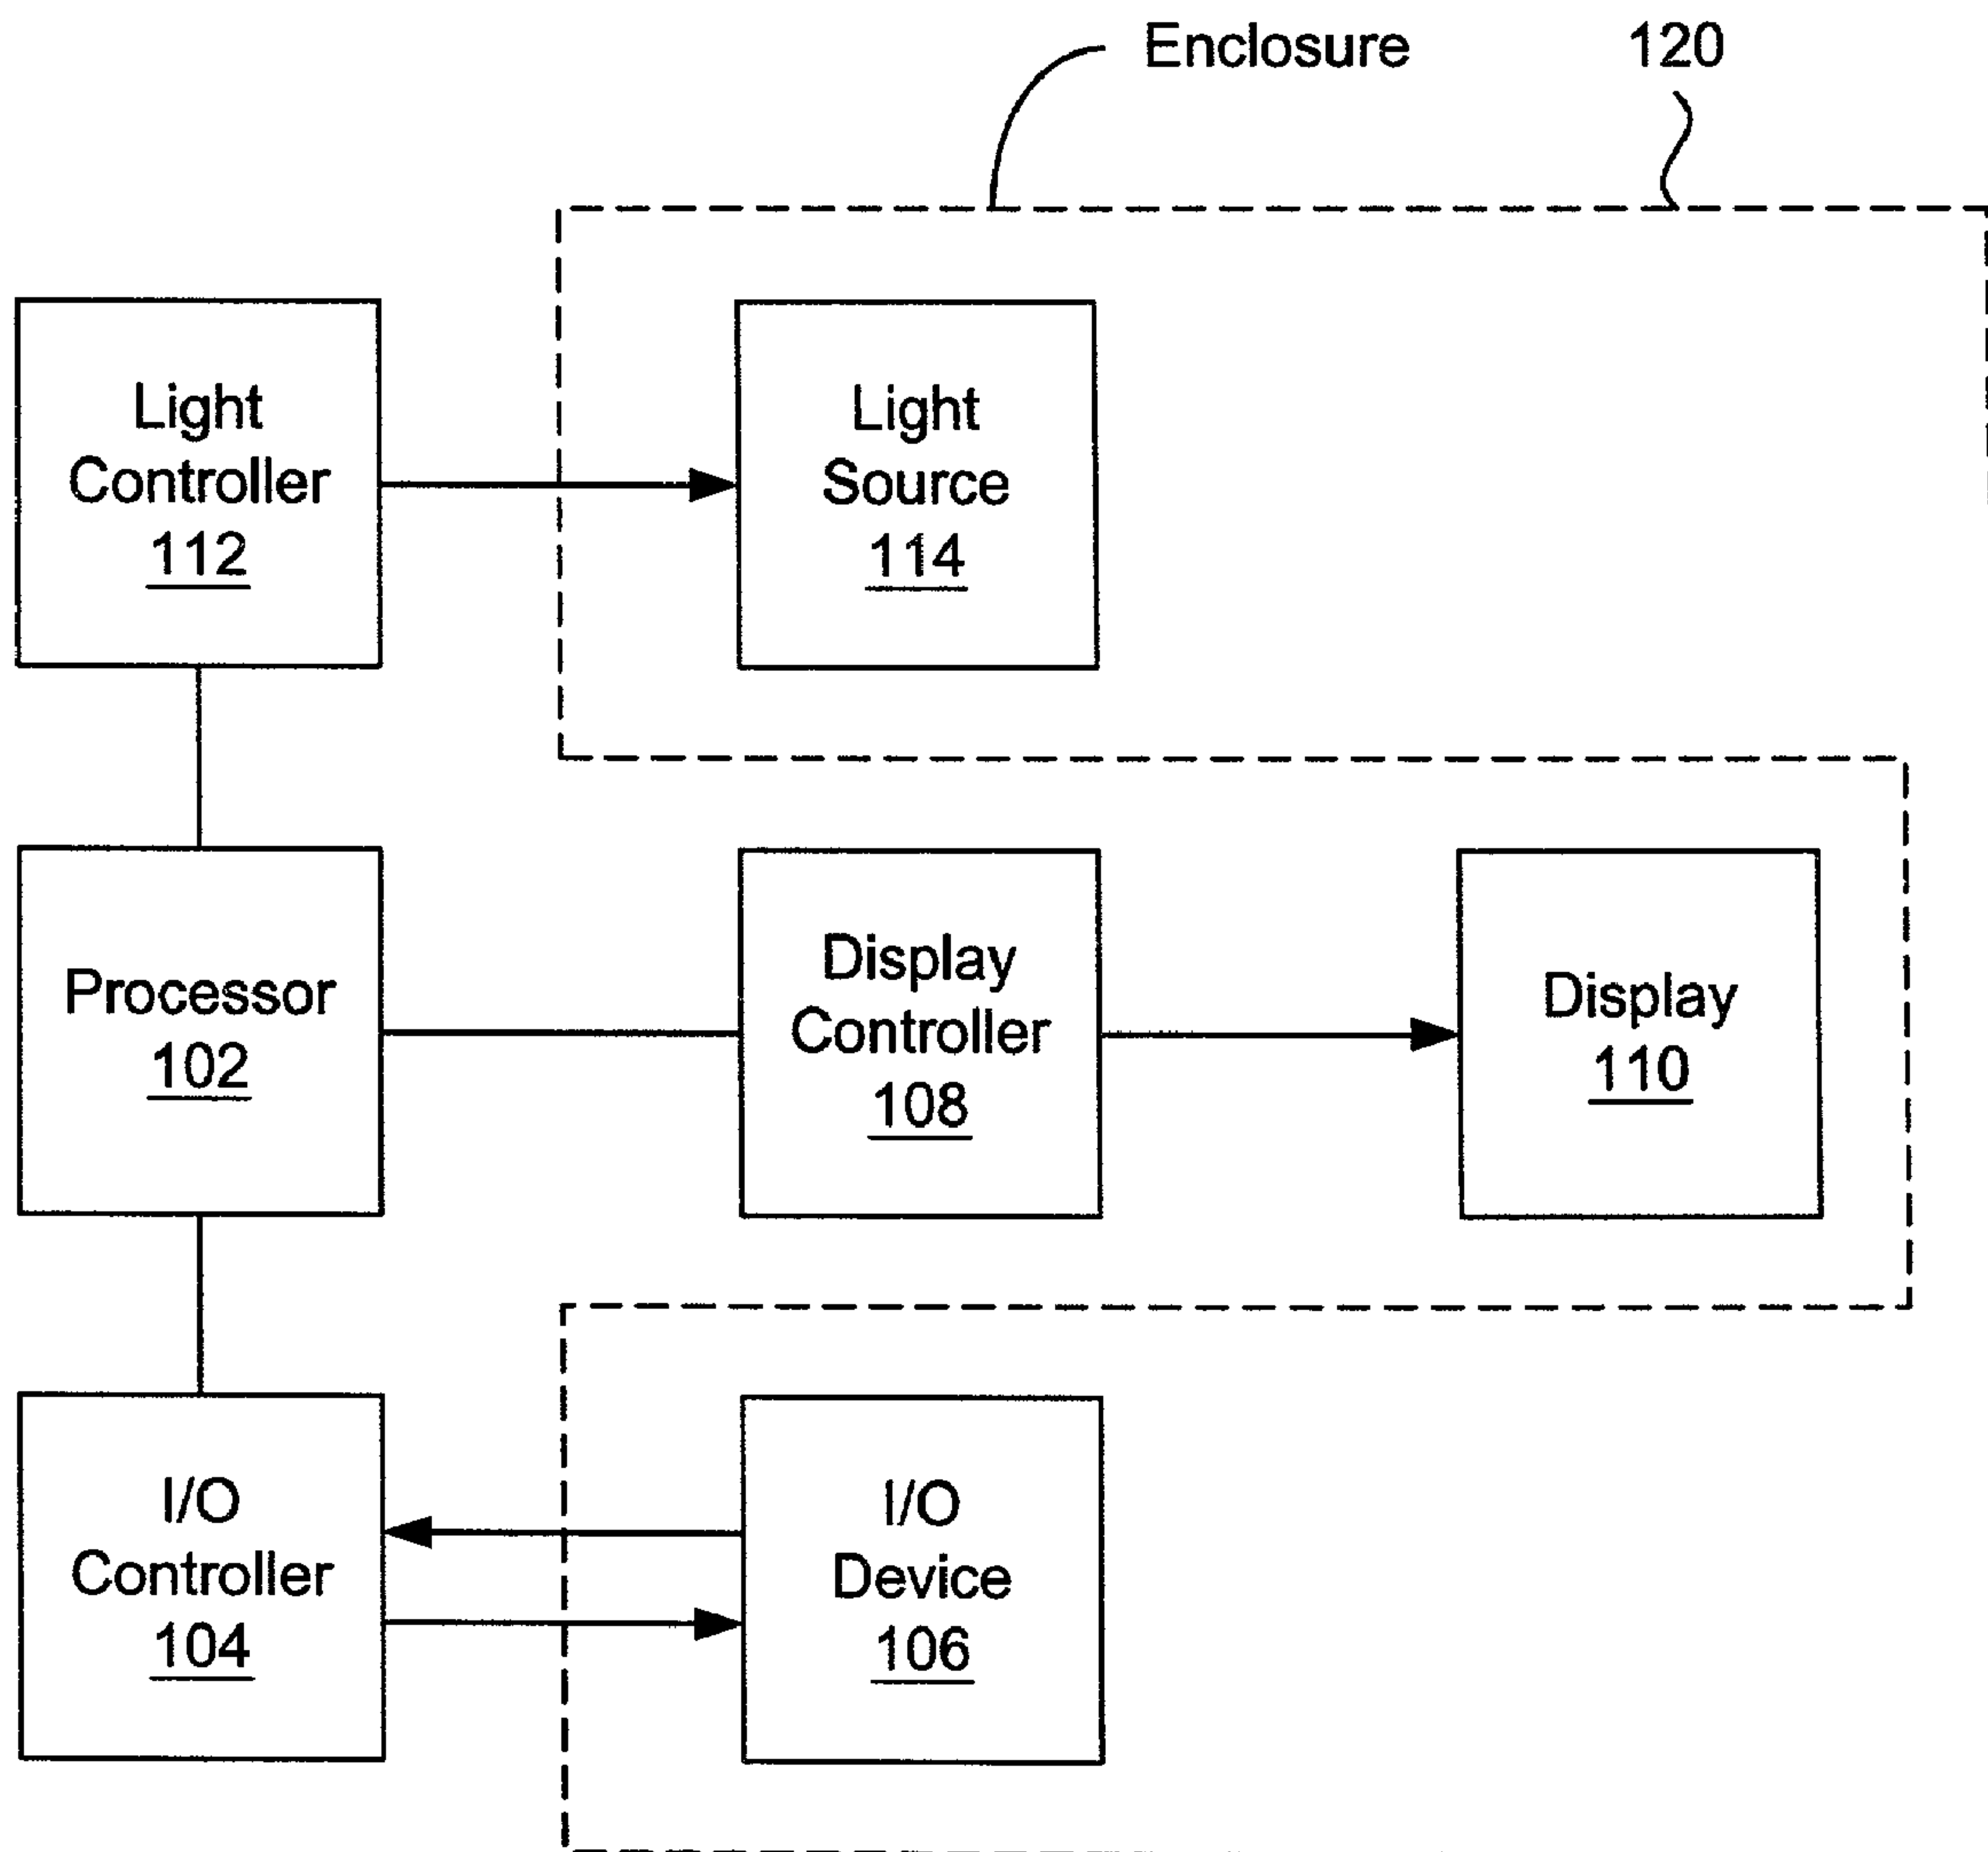 Enclosure
120
Light
Controller
112
Light
Source
114
Processor
102
Display
Controller
108
Display
110
I/O
Controller
104
I/O
Device
106